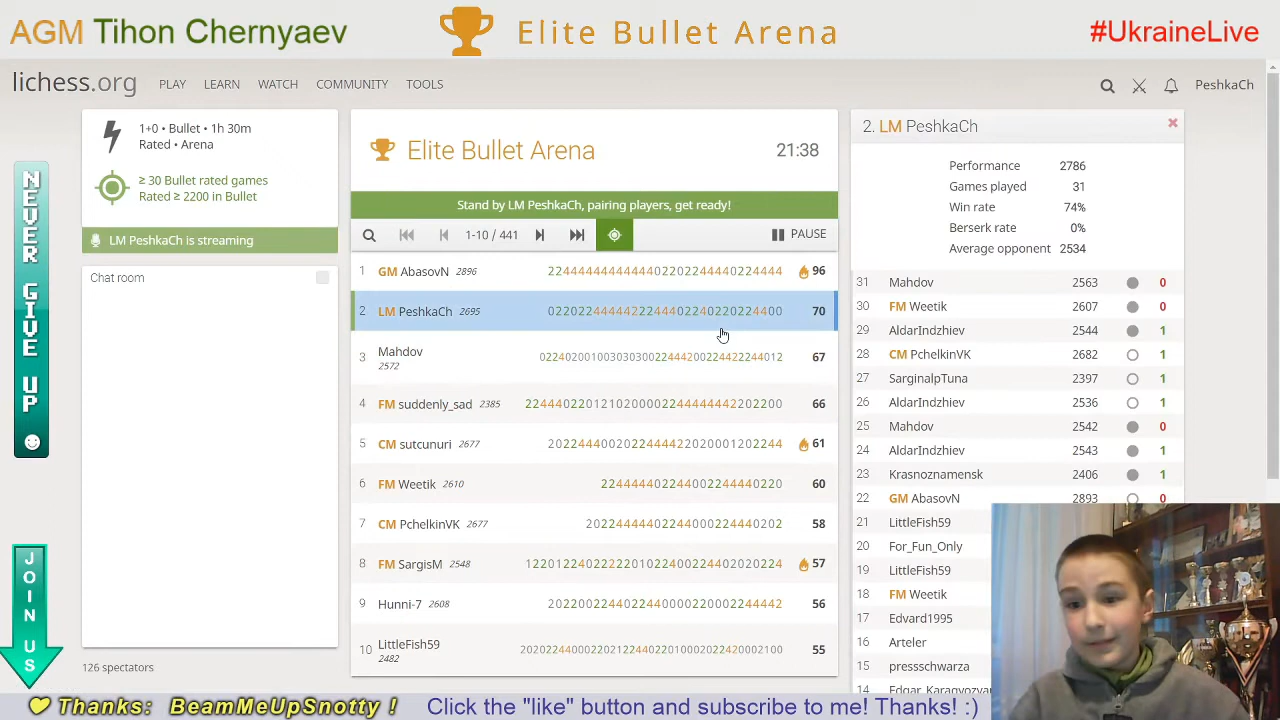 AGM Tihon Chernyaev
Elite Bullet Arena
#UkraineLive
lichess.org
PLAY
LEARN
WATCH
COMMUNITY
TOOLS
PeshkaCh
NEVER GIVE UP
JOIN US
1+0 • Bullet • 1h 30m
Rated • Arena
≥ 30 Bullet rated games
Rated ≥ 2200 in Bullet
LM PeshkaCh is streaming
Chat room
126 spectators
Elite Bullet Arena
21:38
Stand by LM PeshkaCh, pairing players, get ready!
1-10 / 441
PAUSE
1 GM AbasovN 2896 224444444444402202244440224444 96
2 LM PeshkaCh 2695 0220224444422244402240220224400 70
3 Mahdov 2572 0224020010030303002244420022442224401​2 67
4 FM suddenly_sad 2385 2244402201210200002244444442202200 66
5 CM sutcunuri 2677 2022444002022444422020001202244 61
6 FM Weetik 2610 224444402244002244440220 60
7 CM PchelkinVK 2677 20224444402244000224440202 58
8 FM SargisM 2548 1220122402222201022400224402020224 57
9 Hunni-7 2608 2022002244022440000220002244442 56
10 LittleFish59 2482 55
2. LM PeshkaCh
Performance 2786
Games played 31
Win rate 74%
Berserk rate 0%
Average opponent 2534
31 Mahdov 2563 0
30 FM Weetik 2607 0
29 AldarIndzhiev 2544 1
28 CM PchelkinVK 2682 1
27 SarginalpTuna 2397 1
26 AldarIndzhiev 2536 1
25 Mahdov 2542 0
24 AldarIndzhiev 2543 1
23 Krasnoznamensk 2406 1
22 GM AbasovN 2893 0
21 LittleFish59
20 For_Fun_Only
19 LittleFish59
18 FM Weetik
17 Edvard1995
16 Arteler
15 pressschwarza
14 Edgar_Karagyozyan
Thanks: BeamMeUpSnotty !
Click the "like" button and subscribe to me! Thanks! :)